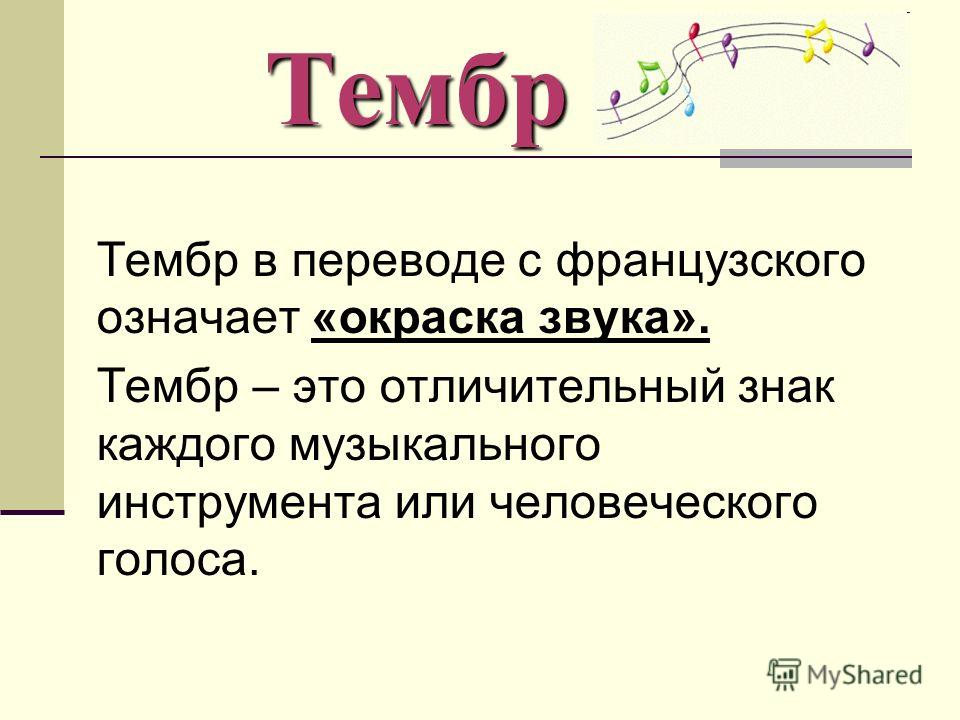 Тембр
Тембр в переводе с французского
означает «окраска звука».
Тембр – это отличительный знак
каждого музыкального
инструмента или человеческого
голоса.
MyShared